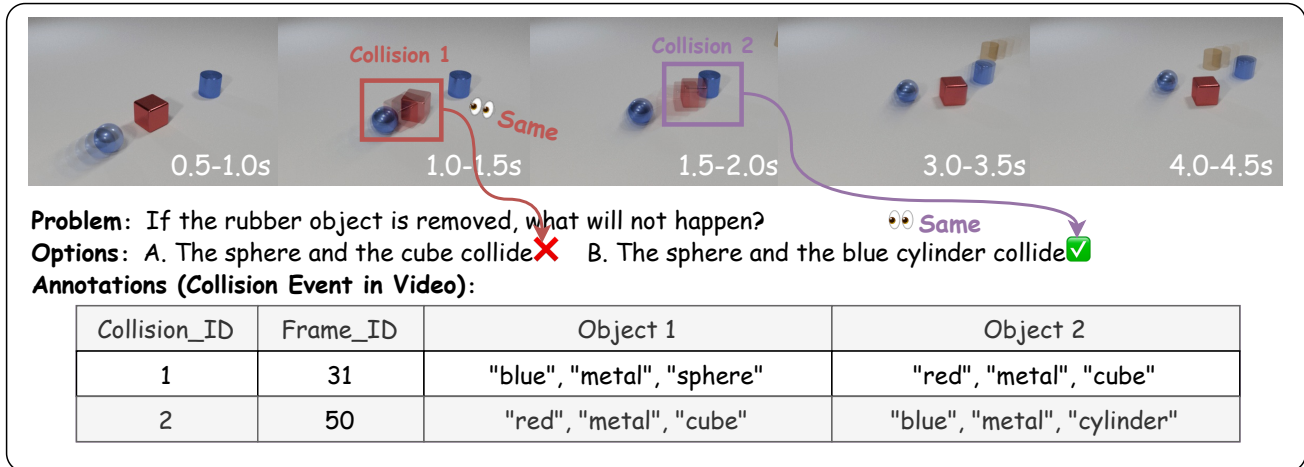 Collision 1
Collision 2
Same
0.5-1.0s
1.0-1.5s
1.5-2.0s
3.0-3.5s
4.0-4.5s
Problem: If the rubber object is removed, what will not happen?
Same
Options: A. The sphere and the cube collide❌ B. The sphere and the blue cylinder collide✅
Annotations (Collision Event in Video):
Collision_ID Frame_ID Object 1 Object 2
1 31 "blue", "metal", "sphere" "red", "metal", "cube"
2 50 "red", "metal", "cube" "blue", "metal", "cylinder"